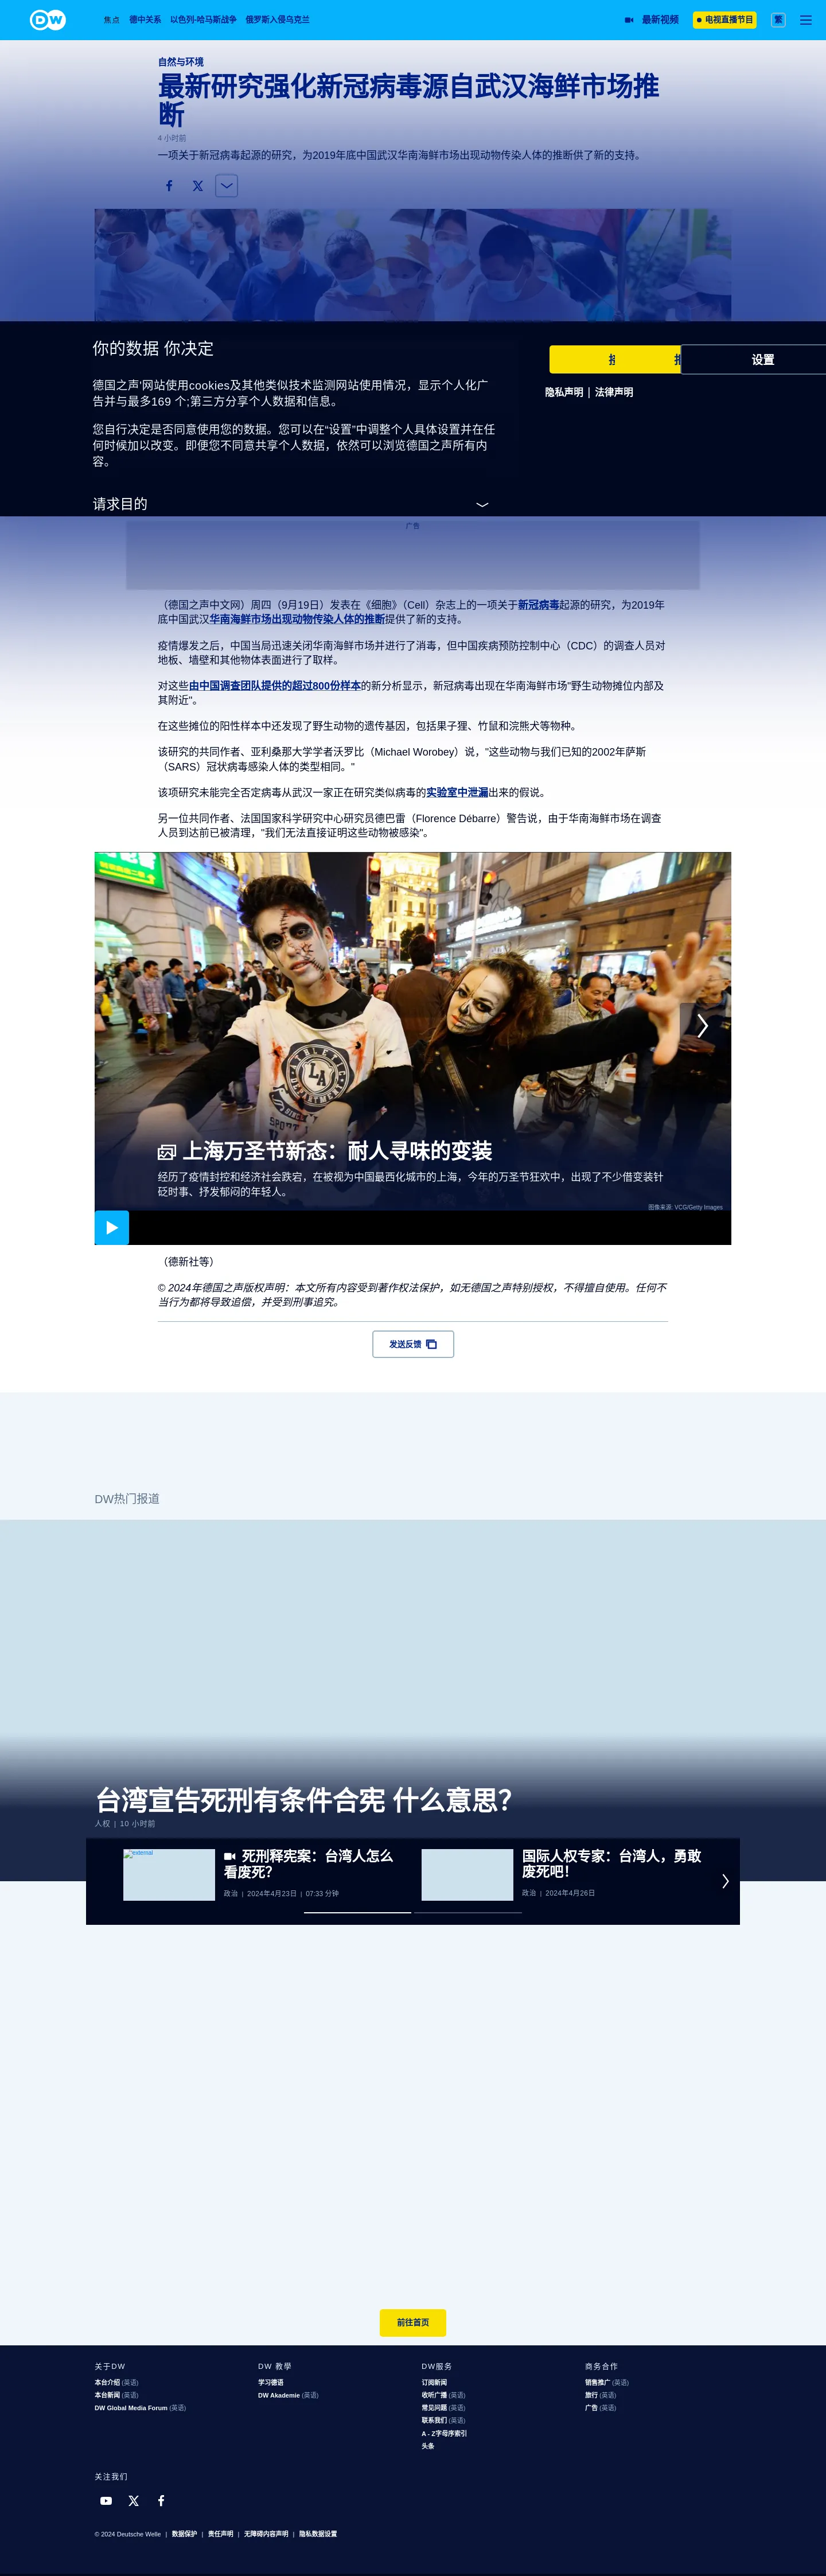 DW
焦点 德中关系 以色列-哈马斯战争 俄罗斯入侵乌克兰
最新视频
电视直播节目
繁
自然与环境
最新研究强化新冠病毒源自武汉海鲜市场推
断
4 小时前
一项关于新冠病毒起源的研究，为2019年底中国武汉华南海鲜市场出现动物传染人体的推断供了新的支持。
你的数据 你决定
设置
隐私声明 | 法律声明
德国之声'网站使用cookies及其他类似技术监测网站使用情况，显示个人化广
告并与最多169 个;第三方分享个人数据和信息。
您自行决定是否同意使用您的数据。您可以在"设置"中调整个人具体设置并在任
何时候加以改变。即便您不同意共享个人数据，依然可以浏览德国之声所有内
容。
请求目的
广告
（德国之声中文网）周四（9月19日）发表在《细胞》（Cell）杂志上的一项关于新冠病毒起源的研究，为2019年
底中国武汉华南海鲜市场出现动物传染人体的推断提供了新的支持。
疫情爆发之后，中国当局迅速关闭华南海鲜市场并进行了消毒，但中国疾病预防控制中心（CDC）的调查人员对
地板、墙壁和其他物体表面进行了取样。
对这些由中国调查团队提供的超过800份样本的新分析显示，新冠病毒出现在华南海鲜市场"野生动物摊位内部及
其附近"。
在这些摊位的阳性样本中还发现了野生动物的遗传基因，包括果子狸、竹鼠和浣熊犬等物种。
该研究的共同作者、亚利桑那大学学者沃罗比（Michael Worobey）说，"这些动物与我们已知的2002年萨斯
（SARS）冠状病毒感染人体的类型相同。"
该项研究未能完全否定病毒从武汉一家正在研究类似病毒的实验室中泄漏出来的假说。
另一位共同作者、法国国家科学研究中心研究员德巴雷（Florence Débarre）警告说，由于华南海鲜市场在调查
人员到达前已被清理，"我们无法直接证明这些动物被感染"。
上海万圣节新态：耐人寻味的变装
经历了疫情封控和经济社会跌宕，在被视为中国最西化城市的上海，今年的万圣节狂欢中，出现了不少借变装针
砭时事、抒发郁闷的年轻人。
图像来源: VCG/Getty Images
（德新社等）
© 2024年德国之声版权声明：本文所有内容受到著作权法保护，如无德国之声特别授权，不得擅自使用。任何不
当行为都将导致追偿，并受到刑事追究。
发送反馈
DW热门报道
台湾宣告死刑有条件合宪 什么意思？
人权 | 10 小时前
external
死刑释宪案：台湾人怎么
看废死？
政治 | 2024年4月23日 | 07:33 分钟
国际人权专家：台湾人，勇敢
废死吧！
政治 | 2024年4月26日
前往首页
关于DW
本台介绍 (英语)
本台新闻 (英语)
DW Global Media Forum (英语)
DW 教學
学习德语
DW Akademie (英语)
DW服务
订阅新闻
收听广播 (英语)
常见问题 (英语)
联系我们 (英语)
A - Z字母序索引
头条
商务合作
销售推广 (英语)
旅行 (英语)
广告 (英语)
关注我们
© 2024 Deutsche Welle | 数据保护 | 责任声明 | 无障碍内容声明 | 隐私数据设置